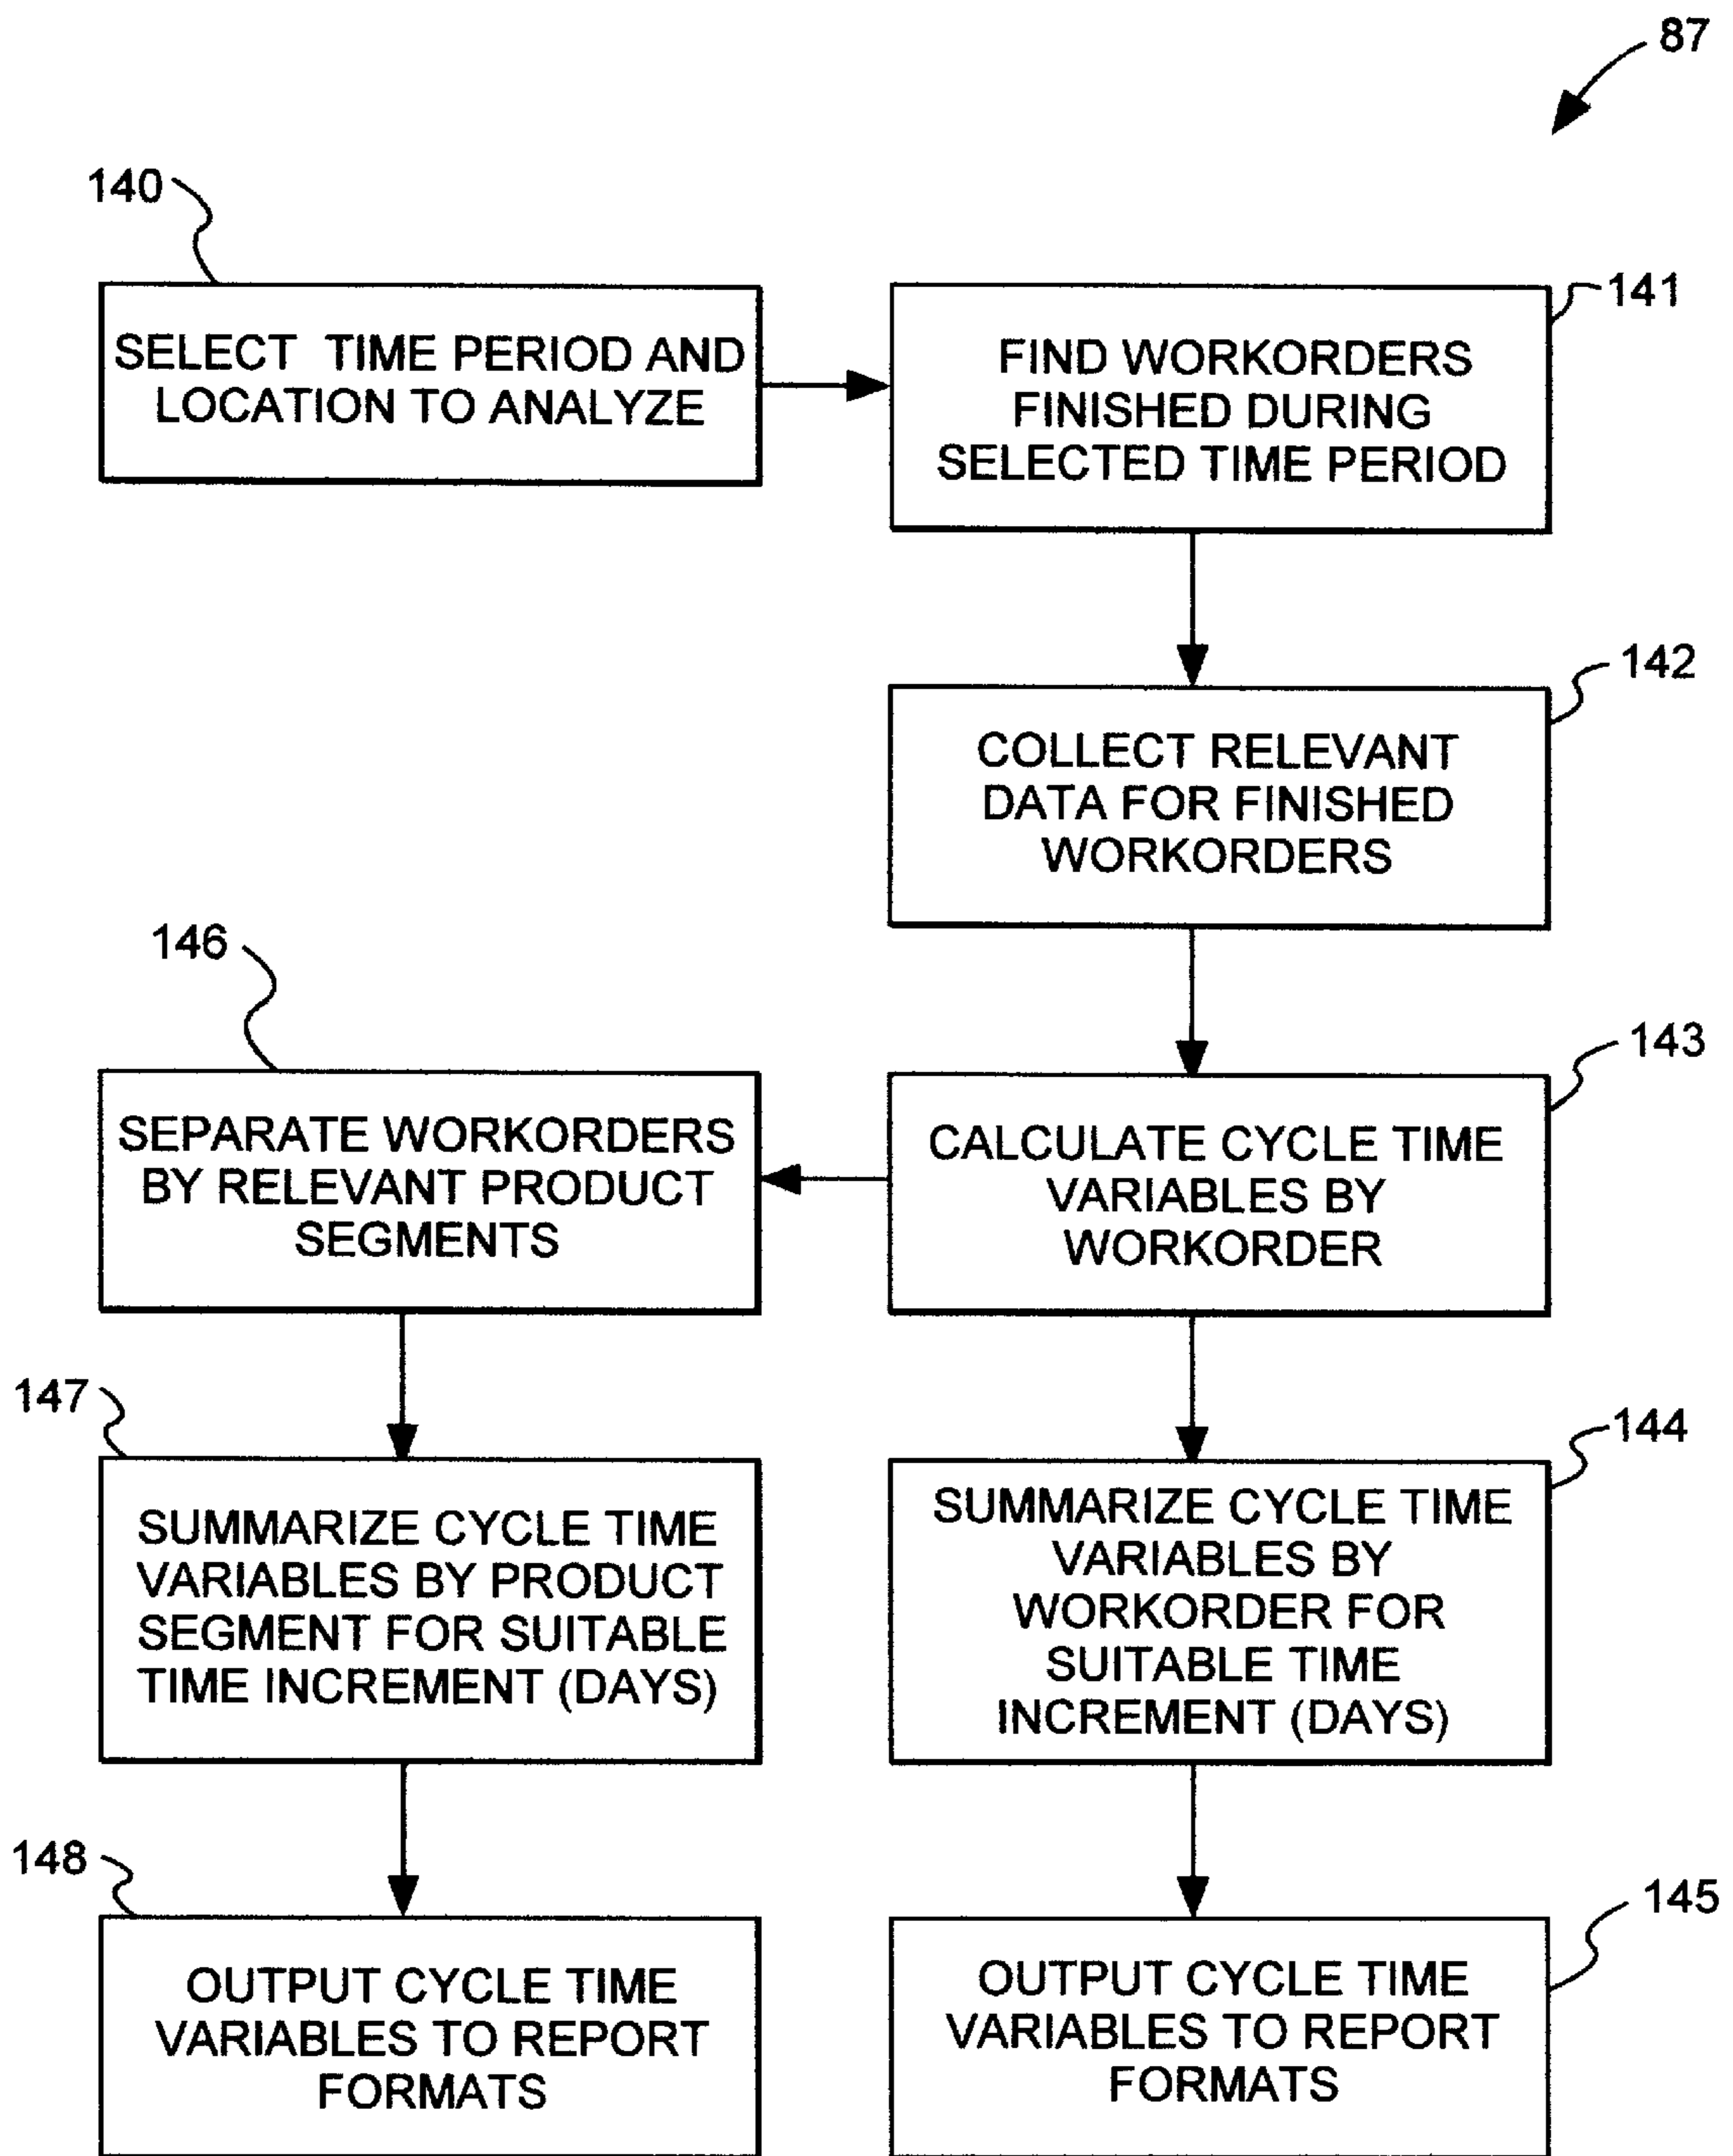 87
140
SELECT TIME PERIOD AND
LOCATION TO ANALYZE
141
FIND WORKORDERS
FINISHED DURING
SELECTED TIME PERIOD
142
COLLECT RELEVANT
DATA FOR FINISHED
WORKORDERS
146
SEPARATE WORKORDERS
BY RELEVANT PRODUCT
SEGMENTS
143
CALCULATE CYCLE TIME
VARIABLES BY
WORKORDER
147
SUMMARIZE CYCLE TIME
VARIABLES BY PRODUCT
SEGMENT FOR SUITABLE
TIME INCREMENT (DAYS)
144
SUMMARIZE CYCLE TIME
VARIABLES BY
WORKORDER FOR
SUITABLE TIME
INCREMENT (DAYS)
148
OUTPUT CYCLE TIME
VARIABLES TO REPORT
FORMATS
145
OUTPUT CYCLE TIME
VARIABLES TO REPORT
FORMATS